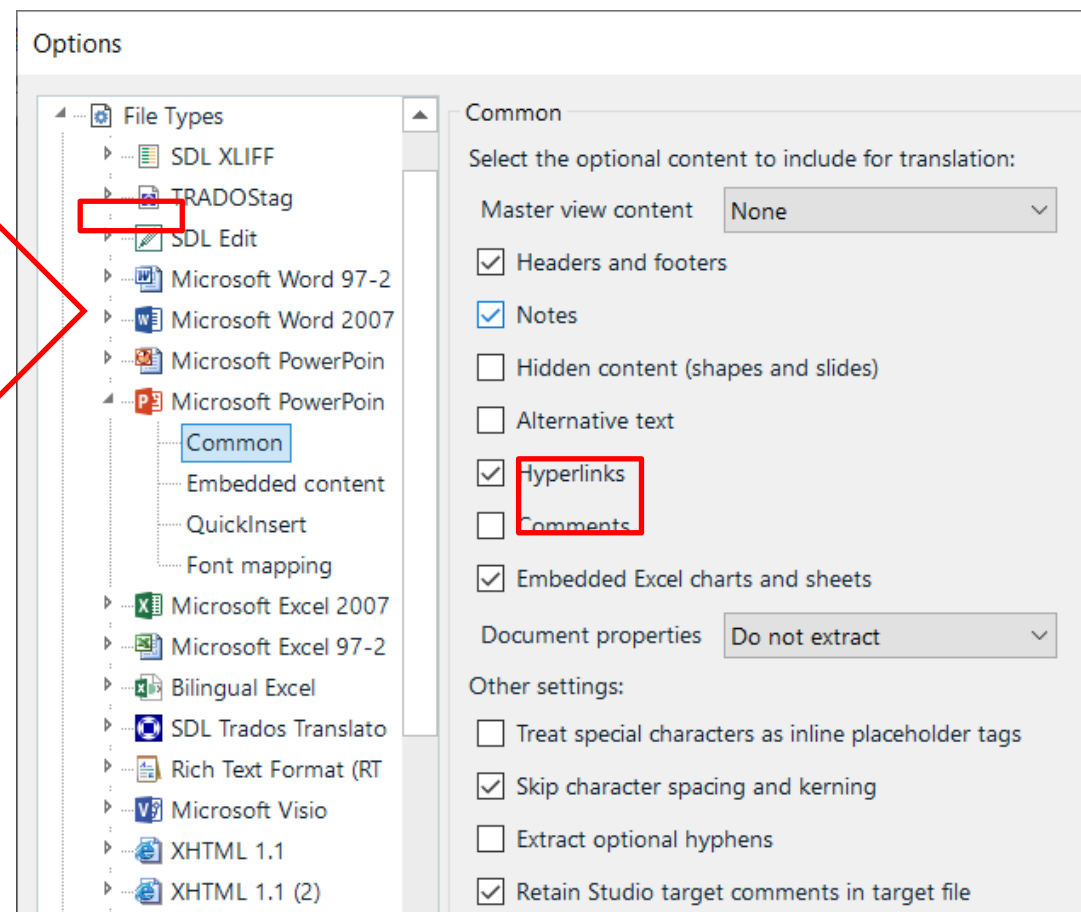 Options
File Types
SDL XLIFF
TRADOStag
SDL Edit
Microsoft Word 97-2
Microsoft Word 2007
Microsoft PowerPoin
Microsoft PowerPoin
Common
Embedded content
QuickInsert
Font mapping
Microsoft Excel 2007
Microsoft Excel 97-2
Bilingual Excel
SDL Trados Translato
Rich Text Format (RT
Microsoft Visio
XHTML 1.1
XHTML 1.1 (2)
Common
Select the optional content to include for translation:
Master view content None
Headers and footers
Notes
Hidden content (shapes and slides)
Alternative text
Hyperlinks
Comments
Embedded Excel charts and sheets
Document properties Do not extract
Other settings:
Treat special characters as inline placeholder tags
Skip character spacing and kerning
Extract optional hyphens
Retain Studio target comments in target file